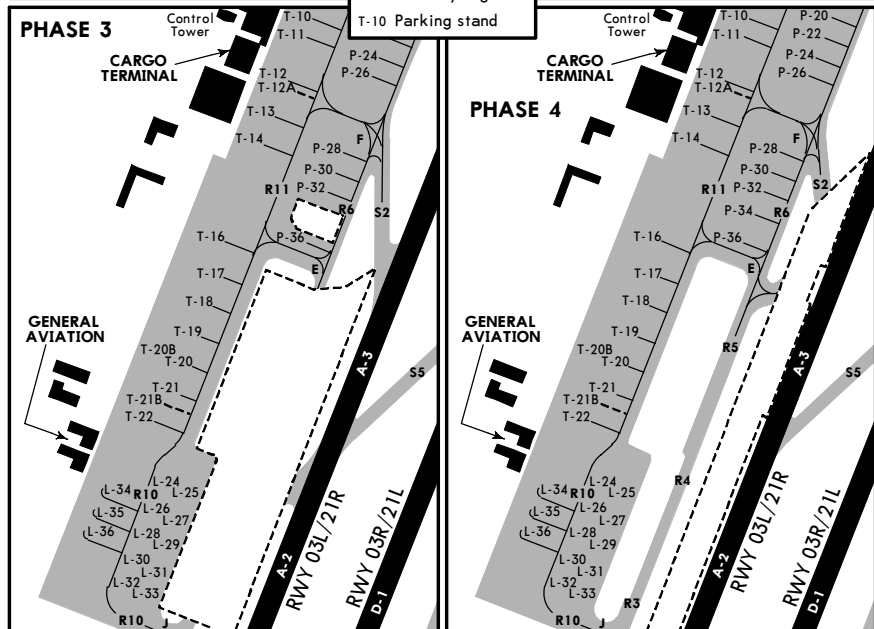 T-10 Parking stand
PHASE 3
Control
Tower
CARGO
TERMINAL
T-10
T-11
P-24
P-26
T-12
T-12A
T-13
T-14
F
P-28
P-30
P-32
R11
R6
S2
T-16
P-36
E
T-17
T-18
GENERAL
AVIATION
T-19
T-20B
T-20
A-3
S5
T-21
T-21B
T-22
L-34
L-24
R10
L-25
L-35
L-26
L-27
L-36
L-28
L-29
L-30
L-31
L-32
L-33
R10
J
A-2
RWY 03L/21R
RWY 03R/21L
D-1
PHASE 4
Control
Tower
CARGO
TERMINAL
T-10
T-11
P-20
P-22
P-24
P-26
T-12
T-12A
T-13
T-14
F
P-28
P-30
P-32
R11
P-34
R6
S2
T-16
P-36
E
T-17
T-18
GENERAL
AVIATION
T-19
R5
T-20B
T-20
A-3
S5
T-21
T-21B
T-22
L-34
L-24
R10
L-25
R4
L-35
L-26
L-27
L-36
L-28
L-29
L-30
L-31
L-32
L-33
R10
J
R3
A-2
RWY 03L/21R
RWY 03R/21L
D-1